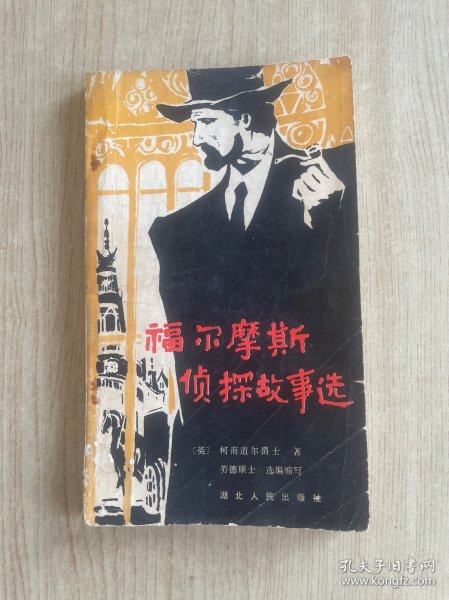 福尔摩斯
侦探故事选
〔英〕 柯南道尔爵士 著
劳德硕士 选编缩写
湖北人民出版社
孔夫子旧书网
www.kongfz.com